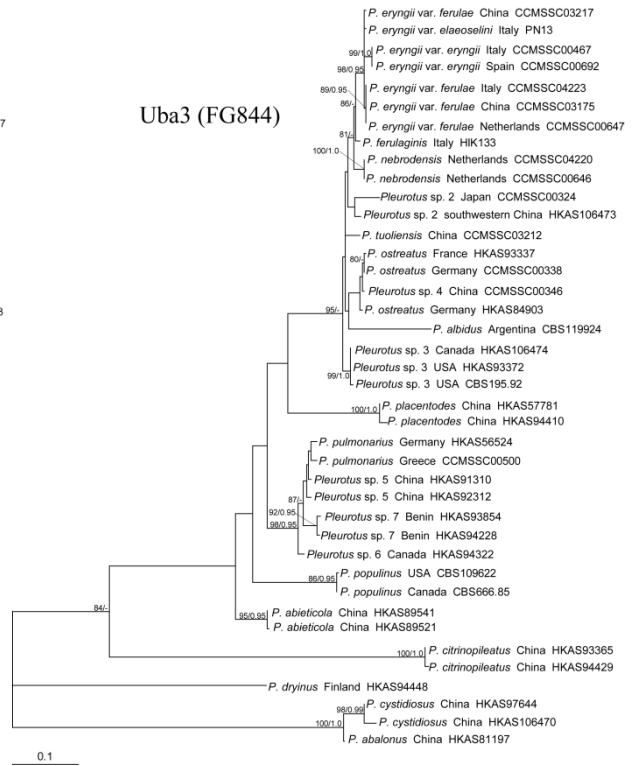 P. eryngii var. ferulae China CCMSSC03217
P. eryngii var. elaeoselini Italy PN13
99/1.0
P. eryngii var. eryngii Italy CCMSSC00467
P. eryngii var. eryngii Spain CCMSSC00692
98/0.95
89/0.95
P. eryngii var. ferulae Italy CCMSSC04223
P. eryngii var. ferulae China CCMSSC03175
86/-
Uba3 (FG844)
7
P. eryngii var. ferulae Netherlands CCMSSC00647
81/-
P. ferulaginis Italy HIK133
100/1.0
P. nebrodensis Netherlands CCMSSC04220
P. nebrodensis Netherlands CCMSSC00646
Pleurotus sp. 2 Japan CCMSSC00324
Pleurotus sp. 2 southwestern China HKAS106473
P. tuoliensis China CCMSSC03212
P. ostreatus France HKAS93337
80/-
P. ostreatus Germany CCMSSC00338
Pleurotus sp. 4 China CCMSSC00346
P. ostreatus Germany HKAS84903
95/-
P. albidus Argentina CBS119924
Pleurotus sp. 3 Canada HKAS106474
Pleurotus sp. 3 USA HKAS93372
99/1.0
Pleurotus sp. 3 USA CBS195.92
P. placentodes China HKAS57781
100/1.0
P. placentodes China HKAS94410
P. pulmonarius Germany HKAS56524
P. pulmonarius Greece CCMSSC00500
Pleurotus sp. 5 China HKAS91310
Pleurotus sp. 5 China HKAS92312
87/-
92/0.95
Pleurotus sp. 7 Benin HKAS93854
98/0.95
Pleurotus sp. 7 Benin HKAS94228
Pleurotus sp. 6 Canada HKAS94322
P. populinus USA CBS109622
86/0.95
P. populinus Canada CBS666.85
P. abieticola China HKAS89541
84/-
95/0.95
P. abieticola China HKAS89521
P. citrinopileatus China HKAS93365
100/1.0
P. citrinopileatus China HKAS94429
P. dryinus Finland HKAS94448
P. cystidiosus China HKAS97644
98/0.99
P. cystidiosus China HKAS106470
100/1.0
P. abalonus China HKAS81197
0.1